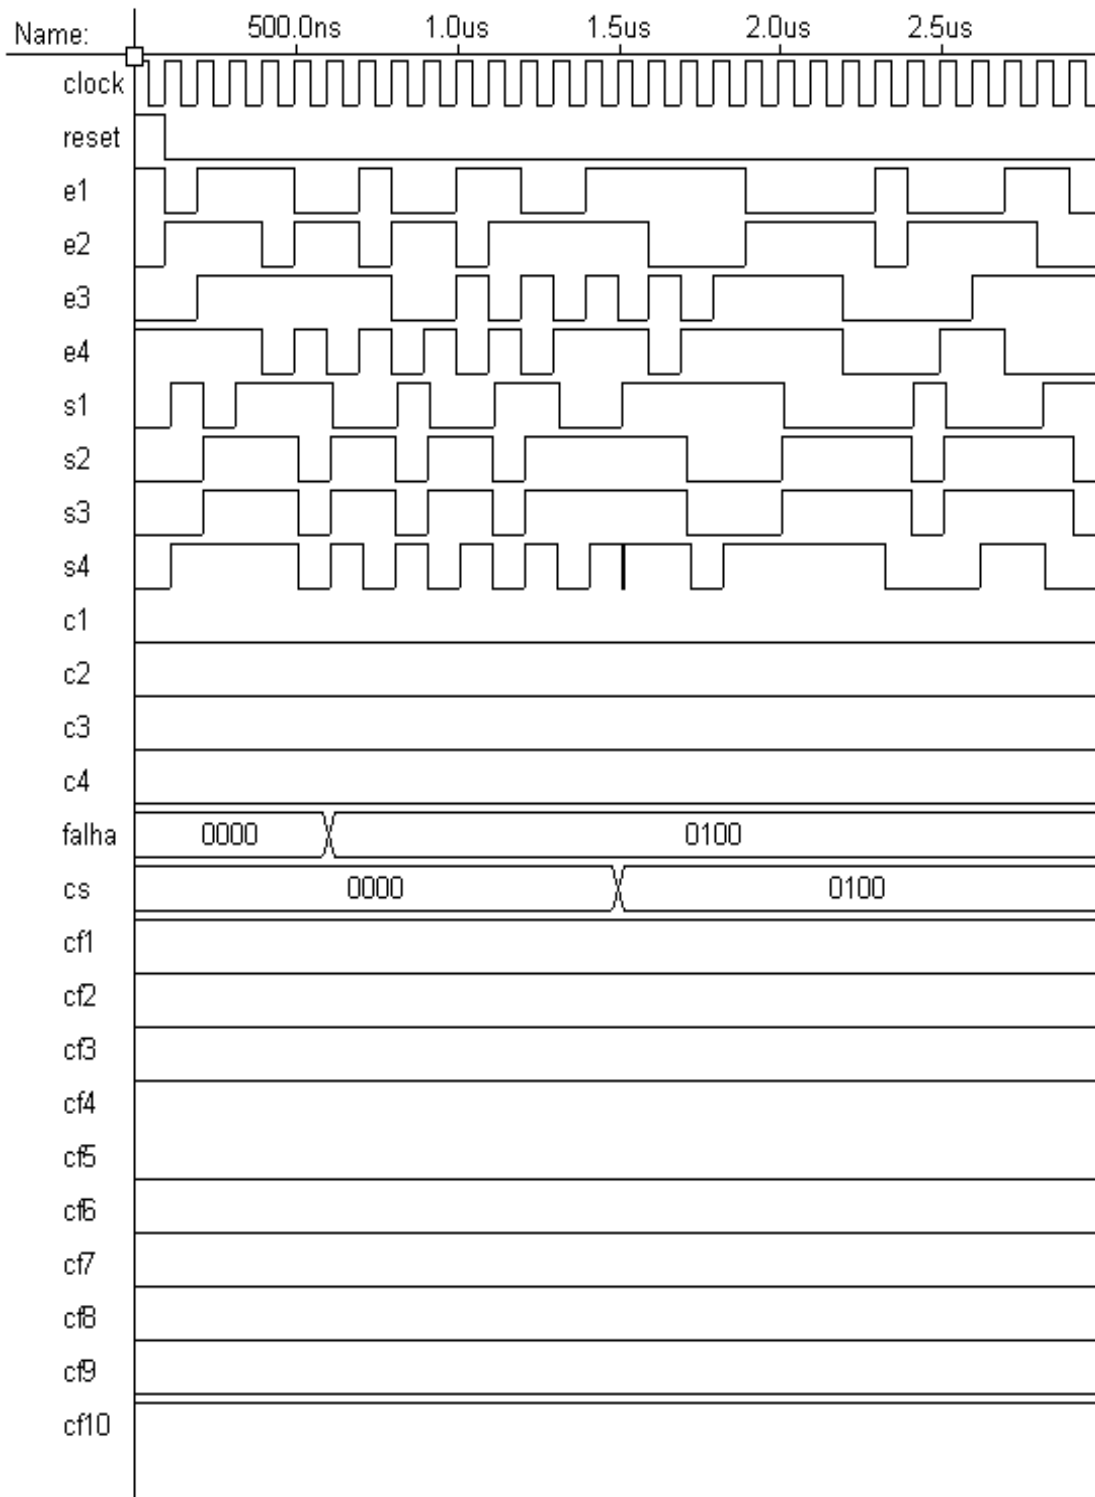 Name: 500.0ns 1.0us 1.5us 2.0us 2.5us
clock
reset
e1
e2
e3
e4
s1
s2
s3
s4
c1
c2
c3
c4
falha 0000 0100
cs 0000 0100
cf1
cf2
cf3
cf4
cf5
cf6
cf7
cf8
cf9
cf10